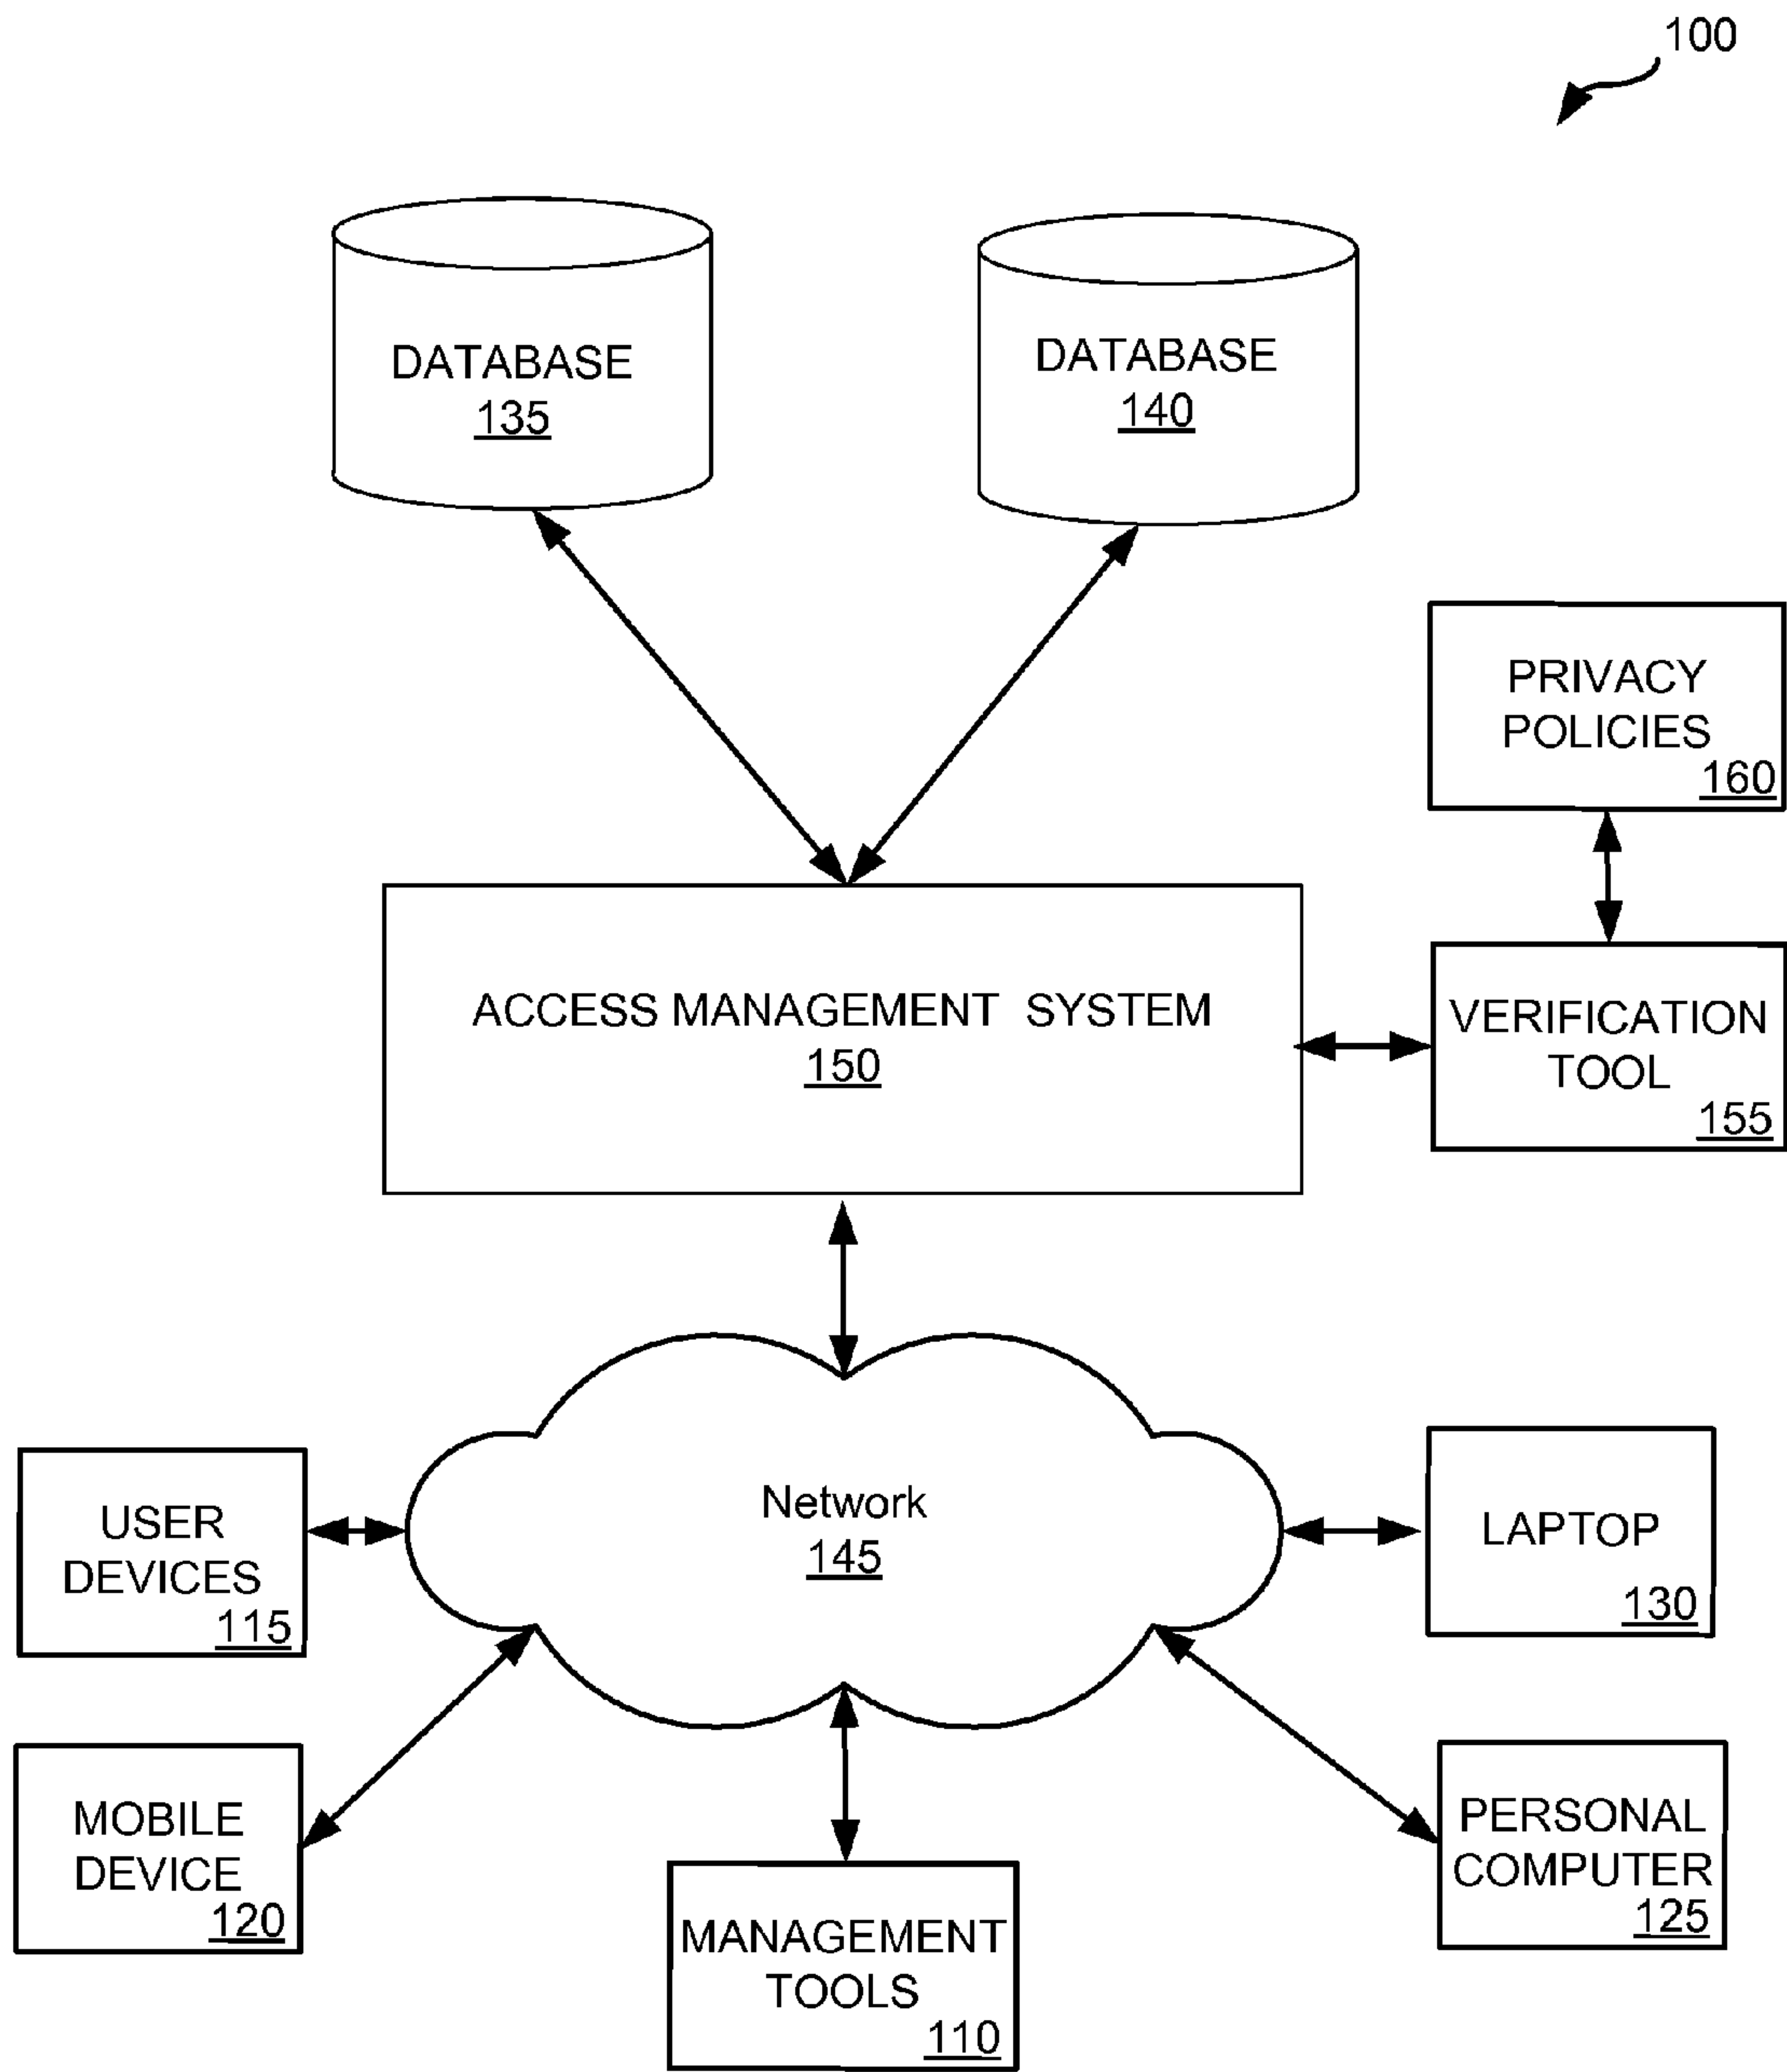 100
DATABASE
135
DATABASE
140
PRIVACY
POLICIES
160
ACCESS MANAGEMENT SYSTEM
150
VERIFICATION
TOOL
155
Network
145
USER
DEVICES
115
LAPTOP
130
MOBILE
DEVICE
120
PERSONAL
COMPUTER
125
MANAGEMENT
TOOLS
110